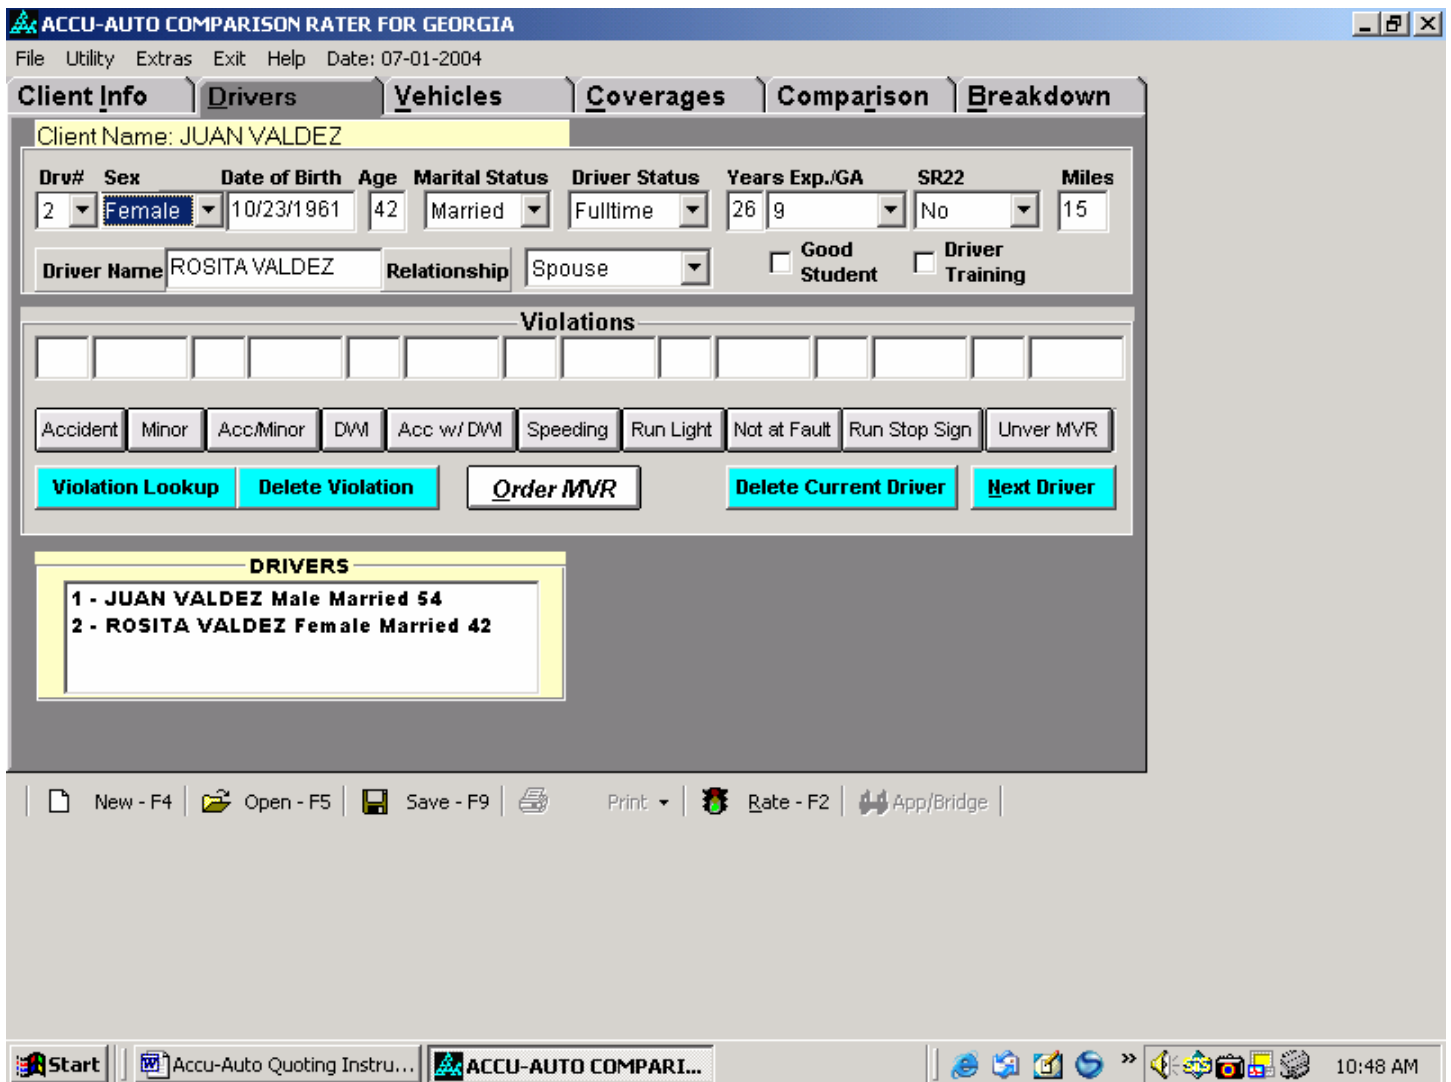 ACCU-AUTO COMPARISON RATER FOR GEORGIA
File Utility Extras Exit Help Date: 07-01-2004
Client Info Drivers Vehicles Coverages Comparison Breakdown
Client Name: JUAN VALDEZ
Drv# Sex Date of Birth Age Marital Status Driver Status Years Exp./GA SR22 Miles
2 Female 10/23/1961 42 Married Fulltime 26 9 No 15
Driver Name ROSITA VALDEZ Relationship Spouse Good Student Driver Training
Violations
Accident Minor Acc/Minor DWI Acc w/ DWI Speeding Run Light Not at Fault Run Stop Sign Unver MVR
Violation Lookup Delete Violation Order MVR Delete Current Driver Next Driver
DRIVERS
1 - JUAN VALDEZ Male Married 54
2 - ROSITA VALDEZ Female Married 42
New - F4 Open - F5 Save - F9 Print Rate - F2 App/Bridge
Start Accu-Auto Quoting Instru... ACCU-AUTO COMPARI... 10:48 AM